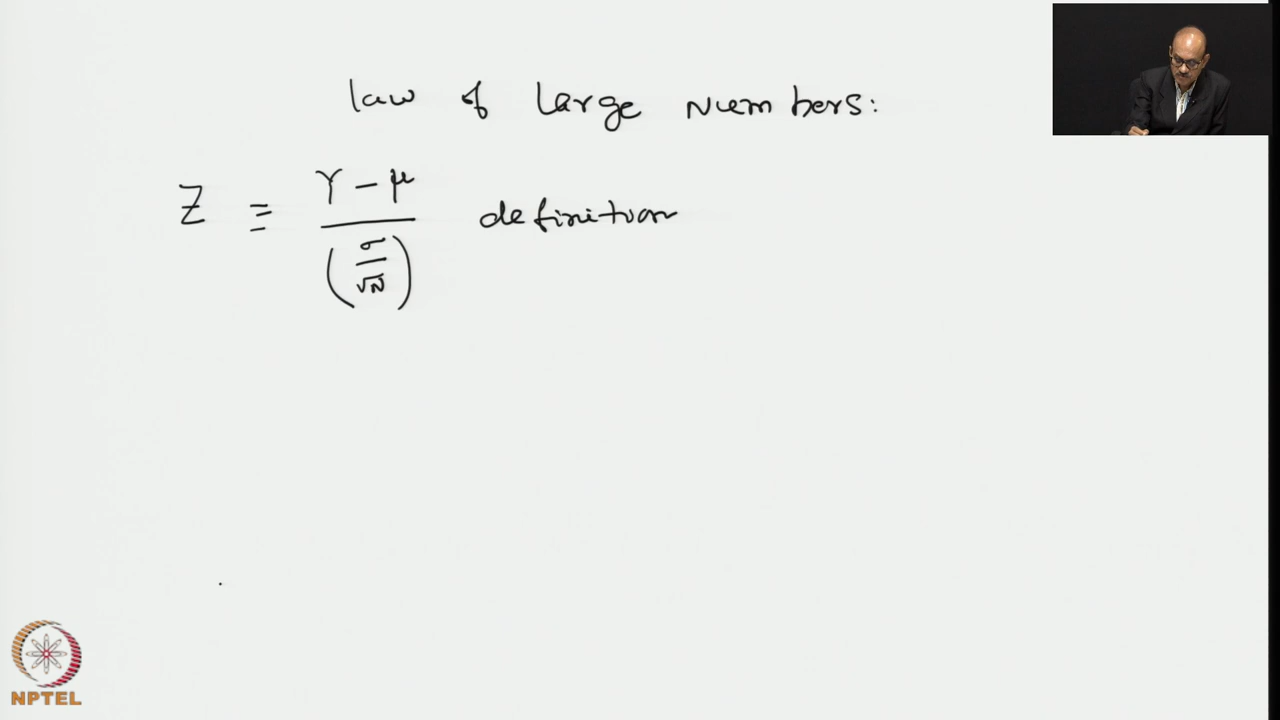 law of large numbers:
Z ≡ Y - μ / (σ/√N) definition
NPTEL